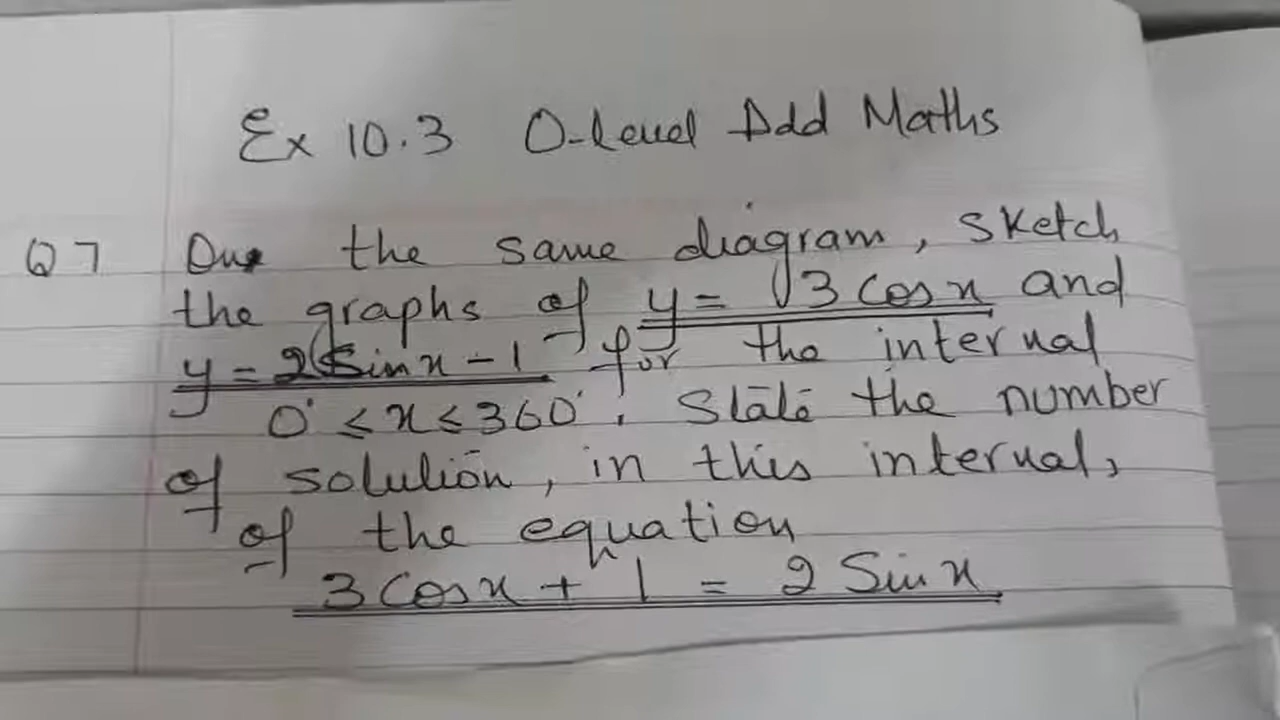 Ex 10.3 O-level Add Maths
Q7 On the same diagram, sketch
the graphs of y = √3 cos x and
y = 2 Sin x - 1 for the interval
0° ≤ x ≤ 360°. State the number
of solution, in this interval,
of the equation
3 Cos x + 1 = 2 Sin x